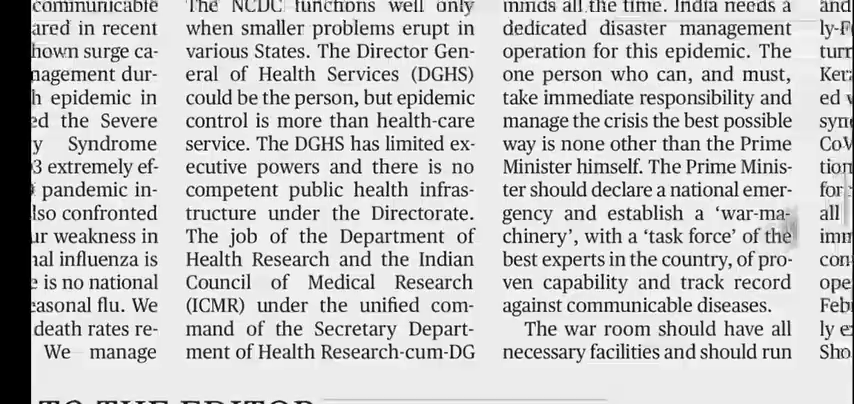 communicable
ared in recent
hown surge ca-
nagement dur-
h epidemic in
ed the Severe
y Syndrome
3 extremely ef-
pandemic in-
lso confronted
ur weakness in
nal influenza is
e is no national
easonal flu. We
death rates re-
We manage
The NCDC functions well only
when smaller problems erupt in
various States. The Director Gen-
eral of Health Services (DGHS)
could be the person, but epidemic
control is more than health-care
service. The DGHS has limited ex-
ecutive powers and there is no
competent public health infras-
tructure under the Directorate.
The job of the Department of
Health Research and the Indian
Council of Medical Research
(ICMR) under the unified com-
mand of the Secretary Depart-
ment of Health Research-cum-DG
minds all the time. India needs a
dedicated disaster management
operation for this epidemic. The
one person who can, and must,
take immediate responsibility and
manage the crisis the best possible
way is none other than the Prime
Minister himself. The Prime Minis-
ter should declare a national emer-
gency and establish a ‘war-ma-
chinery’, with a ‘task force’ of the
best experts in the country, of pro-
ven capability and track record
against communicable diseases.
The war room should have all
necessary facilities and should run
and
ly-F
turn
Kera
ed
syn
CoV
tion
for
all
imm
con
ope
Feb
ly e
Sho
TO THE EDITOR